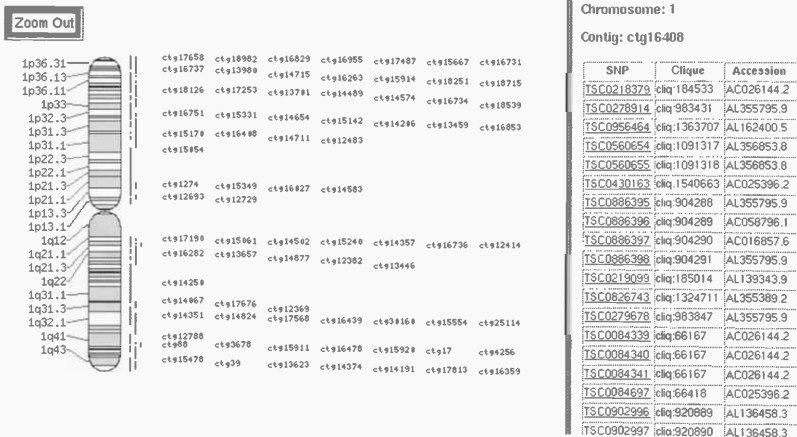 Zoom Out
1p36.31
1p36.13
1p36.11
1p33
1p32.3
1p31.3
1p31.1
1p22.3
1p22.1
1p21.3
1p21.1
1p13.3
1p13.1
1q12
1q21.1
1q21.3
1q22
1q31.1
1q31.3
1q32.1
1q41
1q43
ctg17658 ctg18982 ctg16829 ctg16955 ctg17487 ctg15667 ctg16731
ctg16737 ctg13980 ctg14715 ctg16263 ctg15914 ctg18251 ctg18715
ctg18126 ctg17253 ctg13701 ctg14489 ctg14574 ctg16734 ctg18539
ctg16751 ctg15331 ctg14654 ctg15142 ctg14206 ctg13459 ctg16853
ctg15170 ctg16408 ctg14711 ctg12483
ctg15054
ctg1274 ctg15349 ctg16027 ctg14583
ctg12693 ctg12729
ctg17190 ctg15061 ctg14502 ctg15240 ctg14357 ctg16736 ctg12414
ctg16282 ctg13657 ctg14877 ctg12382 ctg13446
ctg14250
ctg14067 ctg17676 ctg12369
ctg14351 ctg14824 ctg17568 ctg16439 ctg30160 ctg15554 ctg25114
ctg12788
ctg88 ctg3678 ctg15911 ctg16478 ctg15920 ctg17 ctg4256
ctg15478 ctg39 ctg13623 ctg14374 ctg14191 ctg17813 ctg16359
Chromosome: 1
Contig: ctg16408
SNP Clique Accession
TSC0218379 cliq:184533 AC026144.2
TSC0278914 cliq:983431 AL355795.9
TSC0956464 cliq:1363707 AL162400.5
TSC0560654 cliq:1091317 AL356853.8
TSC0560655 cliq:1091318 AL356853.8
TSC0430163 cliq:1540663 AC025396.2
TSC0886395 cliq:904288 AL355795.9
TSC0886396 cliq:904289 AC058796.1
TSC0886397 cliq:904290 AC016857.6
TSC0886398 cliq:904291 AL355795.9
TSC0219099 cliq:185014 AL139343.9
TSC0826743 cliq:1324711 AL355389.2
TSC0279678 cliq:983847 AL355795.9
TSC0084339 cliq:66167 AC026144.2
TSC0084340 cliq:66167 AC026144.2
TSC0084341 cliq:66167 AC026144.2
TSC0084697 cliq:66418 AC025396.2
TSC0902996 cliq:920889 AL136458.3
TSC0902997 cliq:920890 AL136458.3